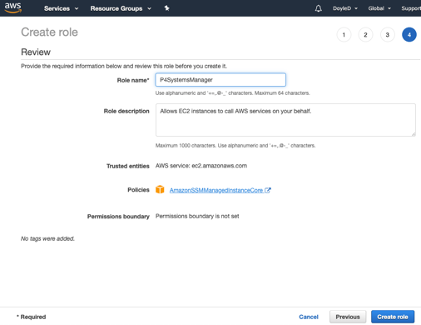 aws
Services
Resource Groups
DoyleD
Global
Support
Create role
1
2
3
4
Review
Provide the required information below and review this role before you create it.
Role name*
P4SystemsManager
Use alphanumeric and '+=,.@-_' characters. Maximum 64 characters.
Role description
Allows EC2 instances to call AWS services on your behalf.
Maximum 1000 characters. Use alphanumeric and '+=,.@-_' characters.
Trusted entities
AWS service: ec2.amazonaws.com
Policies
AmazonSSMManagedInstanceCore
Permissions boundary
Permissions boundary is not set
No tags were added.
* Required
Cancel
Previous
Create role